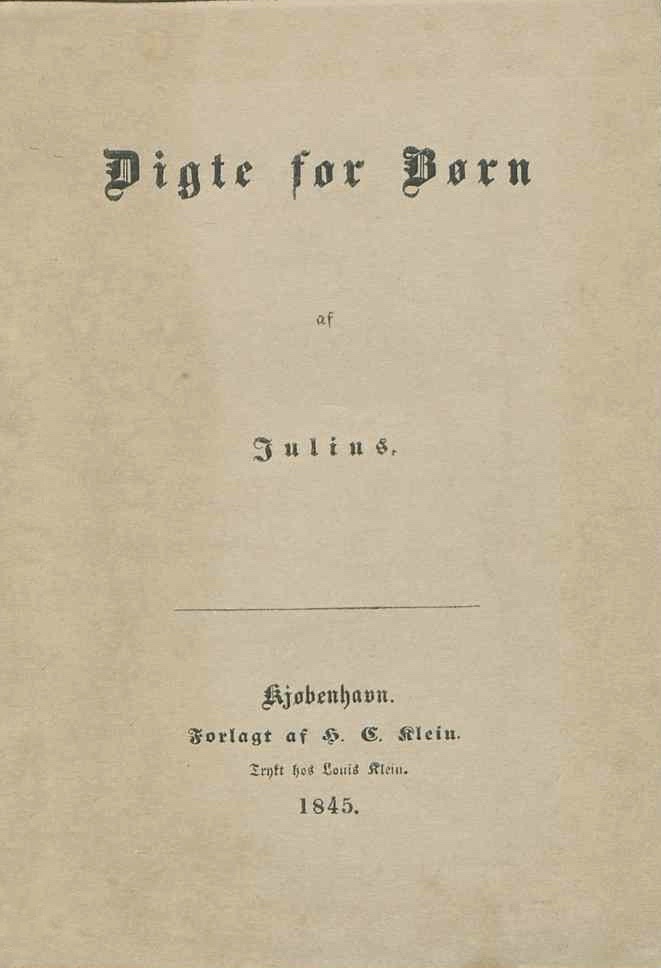 Digte for Børn
af
Julius.
Kjøbenhavn.
Forlagt af H. C. Klein.
Trykt hos Louis Klein.
1845.